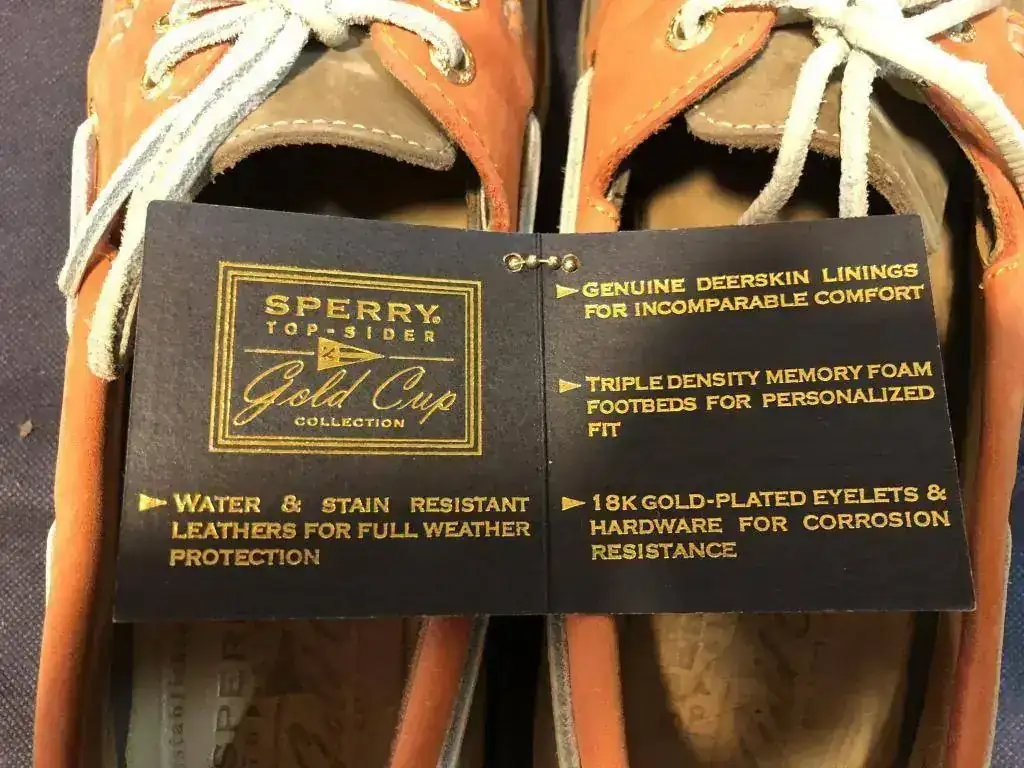 SPERRY®
TOP-SIDER
Gold Cup
COLLECTION
WATER & STAIN RESISTANT
LEATHERS FOR FULL WEATHER
PROTECTION
GENUINE DEERSKIN LININGS
FOR INCOMPARABLE COMFORT
TRIPLE DENSITY MEMORY FOAM
FOOTBEDS FOR PERSONALIZED
FIT
18K GOLD-PLATED EYELETS &
HARDWARE FOR CORROSION
RESISTANCE
SPER